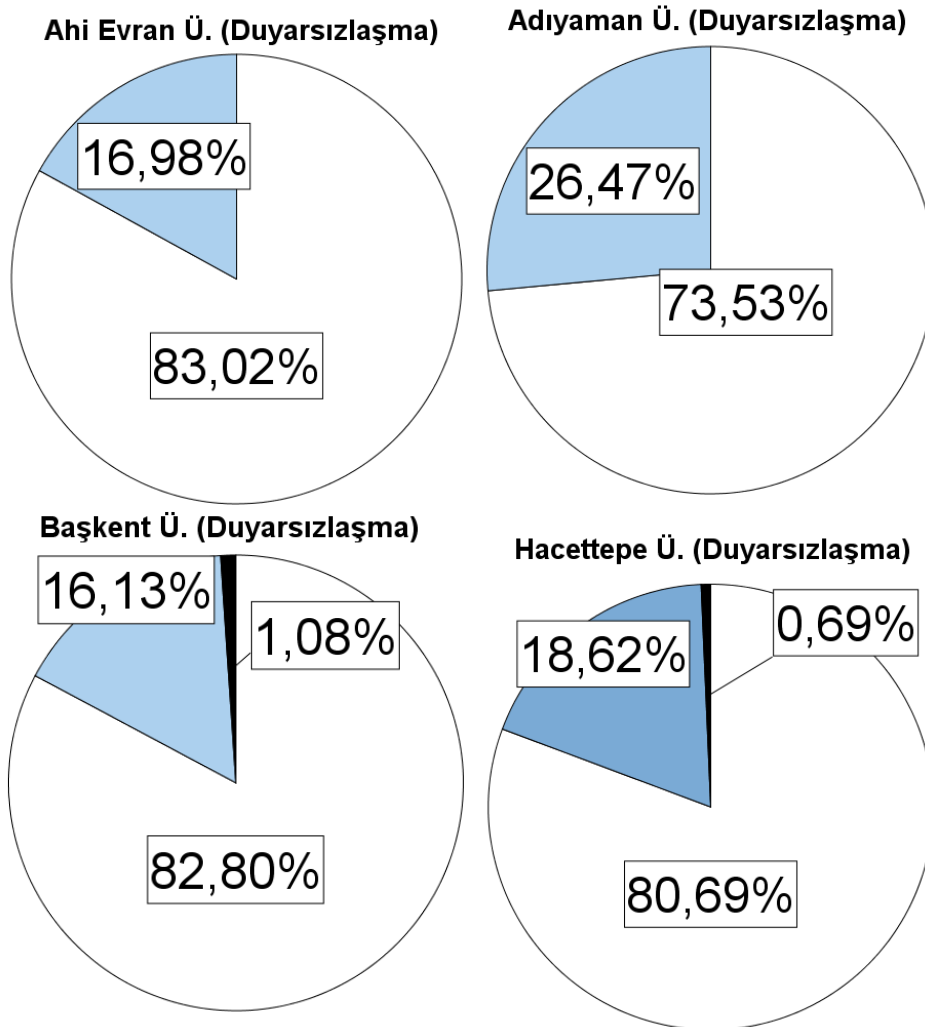 Ahi Evran Ü. (Duyarsızlaşma)
16,98%
83,02%
Adıyaman Ü. (Duyarsızlaşma)
26,47%
73,53%
Başkent Ü. (Duyarsızlaşma)
16,13%
1,08%
82,80%
Hacettepe Ü. (Duyarsızlaşma)
18,62%
0,69%
80,69%